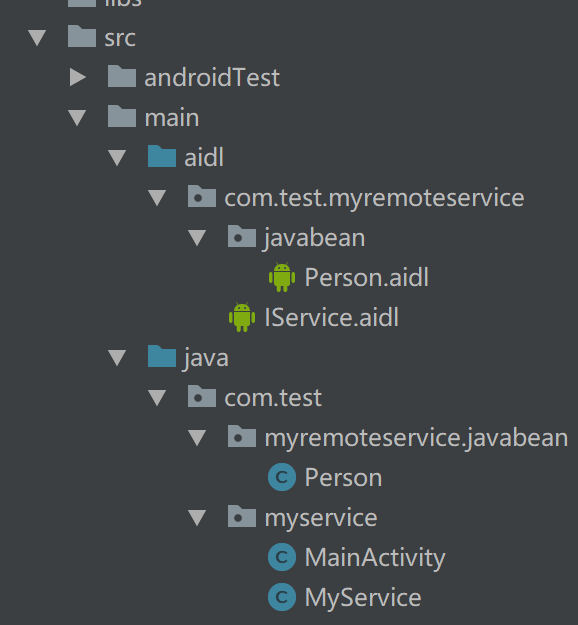 libs
src
androidTest
main
aidl
com.test.myremoteservice
javabean
Person.aidl
IService.aidl
java
com.test
myremoteservice.javabean
C Person
myservice
C MainActivity
C MyService